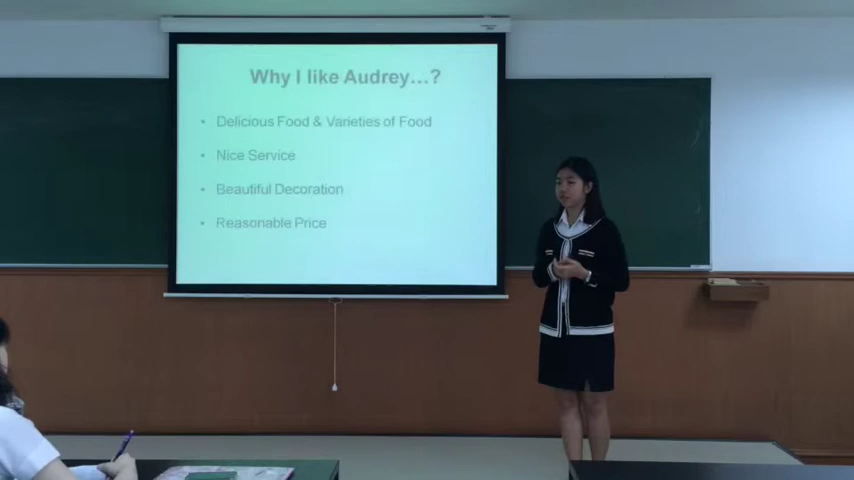 Why I like Audrey…?
• Delicious Food & Varieties of Food
• Nice Service
• Beautiful Decoration
• Reasonable Price